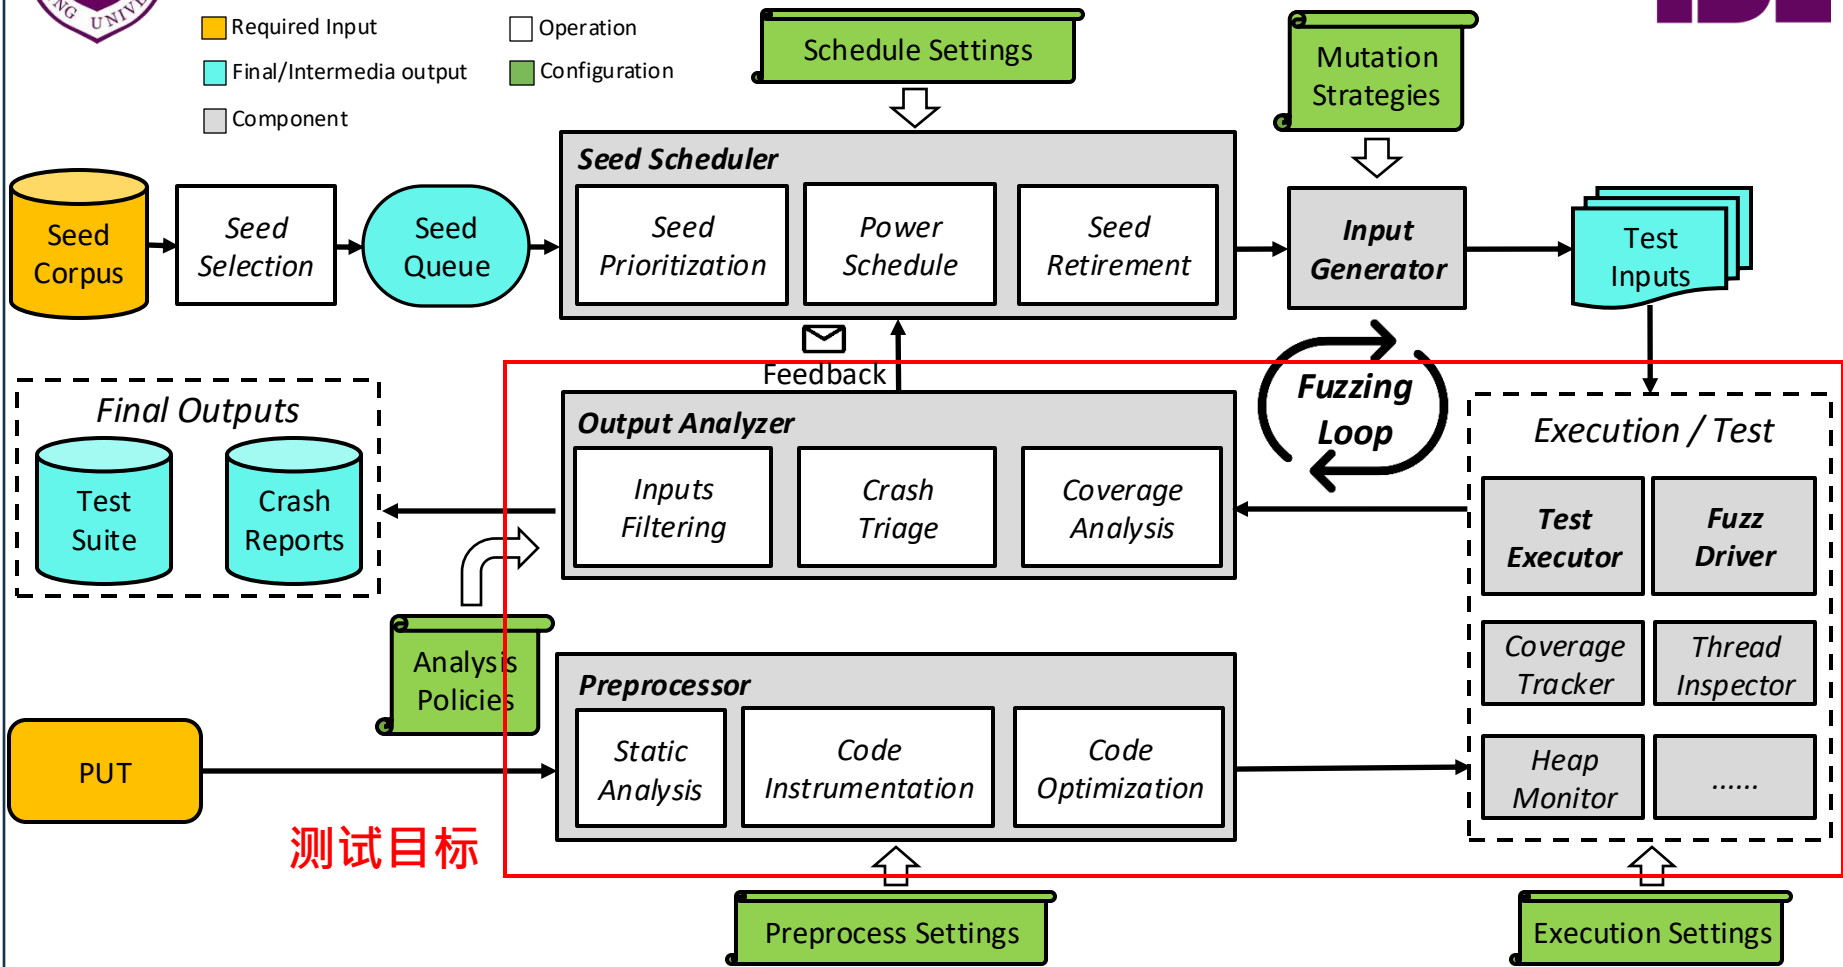 NG UNIVE
Required Input
Operation
Final/Intermedia output
Configuration
Component
Schedule Settings
Mutation
Strategies
Seed
Corpus
Seed
Selection
Seed
Queue
Seed Scheduler
Seed
Prioritization
Power
Schedule
Seed
Retirement
Input
Generator
Test
Inputs
Feedback
Fuzzing
Loop
Final Outputs
Test
Suite
Crash
Reports
Output Analyzer
Inputs
Filtering
Crash
Triage
Coverage
Analysis
Execution / Test
Test
Executor
Fuzz
Driver
Coverage
Tracker
Thread
Inspector
Heap
Monitor
......
Analysis
Policies
PUT
Preprocessor
Static
Analysis
Code
Instrumentation
Code
Optimization
测试目标
Preprocess Settings
Execution Settings